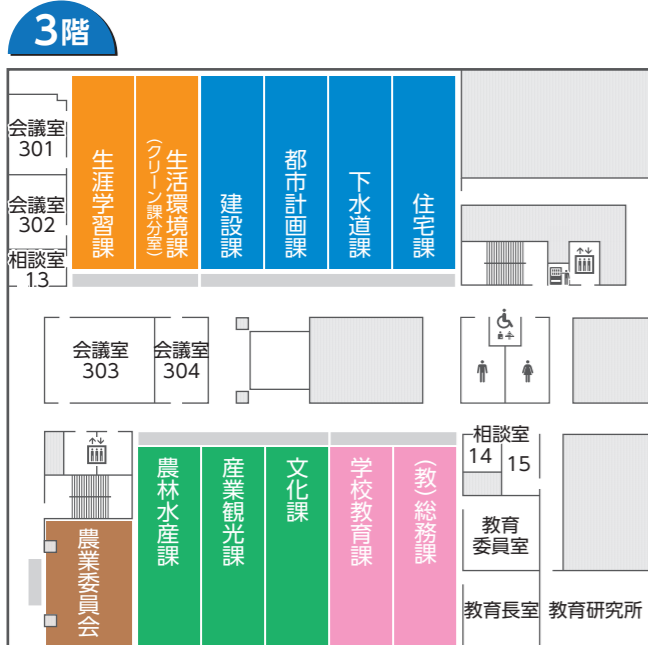 3階
会議室
301
会議室
302
相談室
13
生涯学習課
生活環境課
(クリーン課分室)
建設課
都市計画課
下水道課
住宅課
会議室
303
会議室
304
農林水産課
産業観光課
文化課
学校教育課
(教)総務課
相談室
14
15
農業委員会
教育
委員室
教育長室
教育研究所